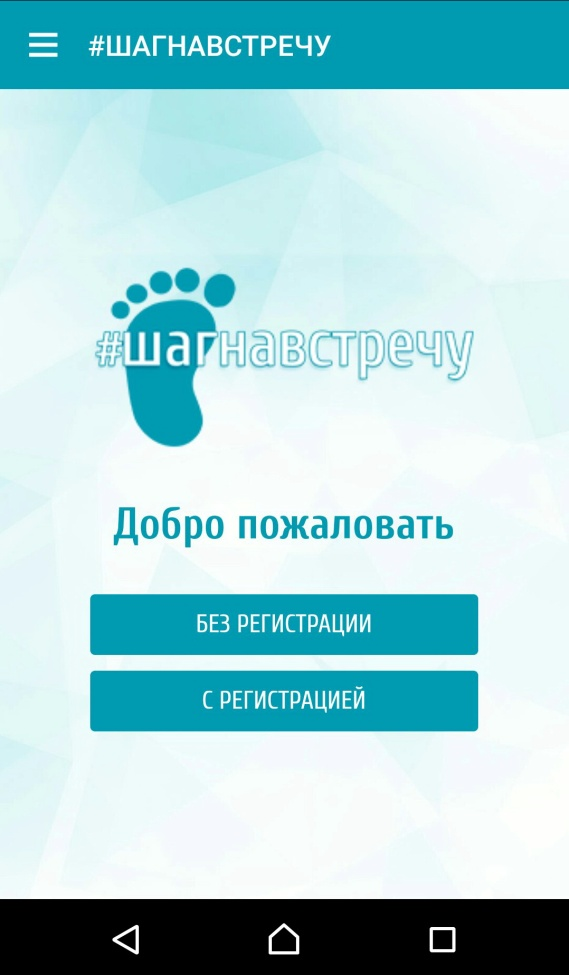 #ШАГНАВСТРЕЧУ
#шагнавстречу
Добро пожаловать
БЕЗ РЕГИСТРАЦИИ
С РЕГИСТРАЦИЕЙ